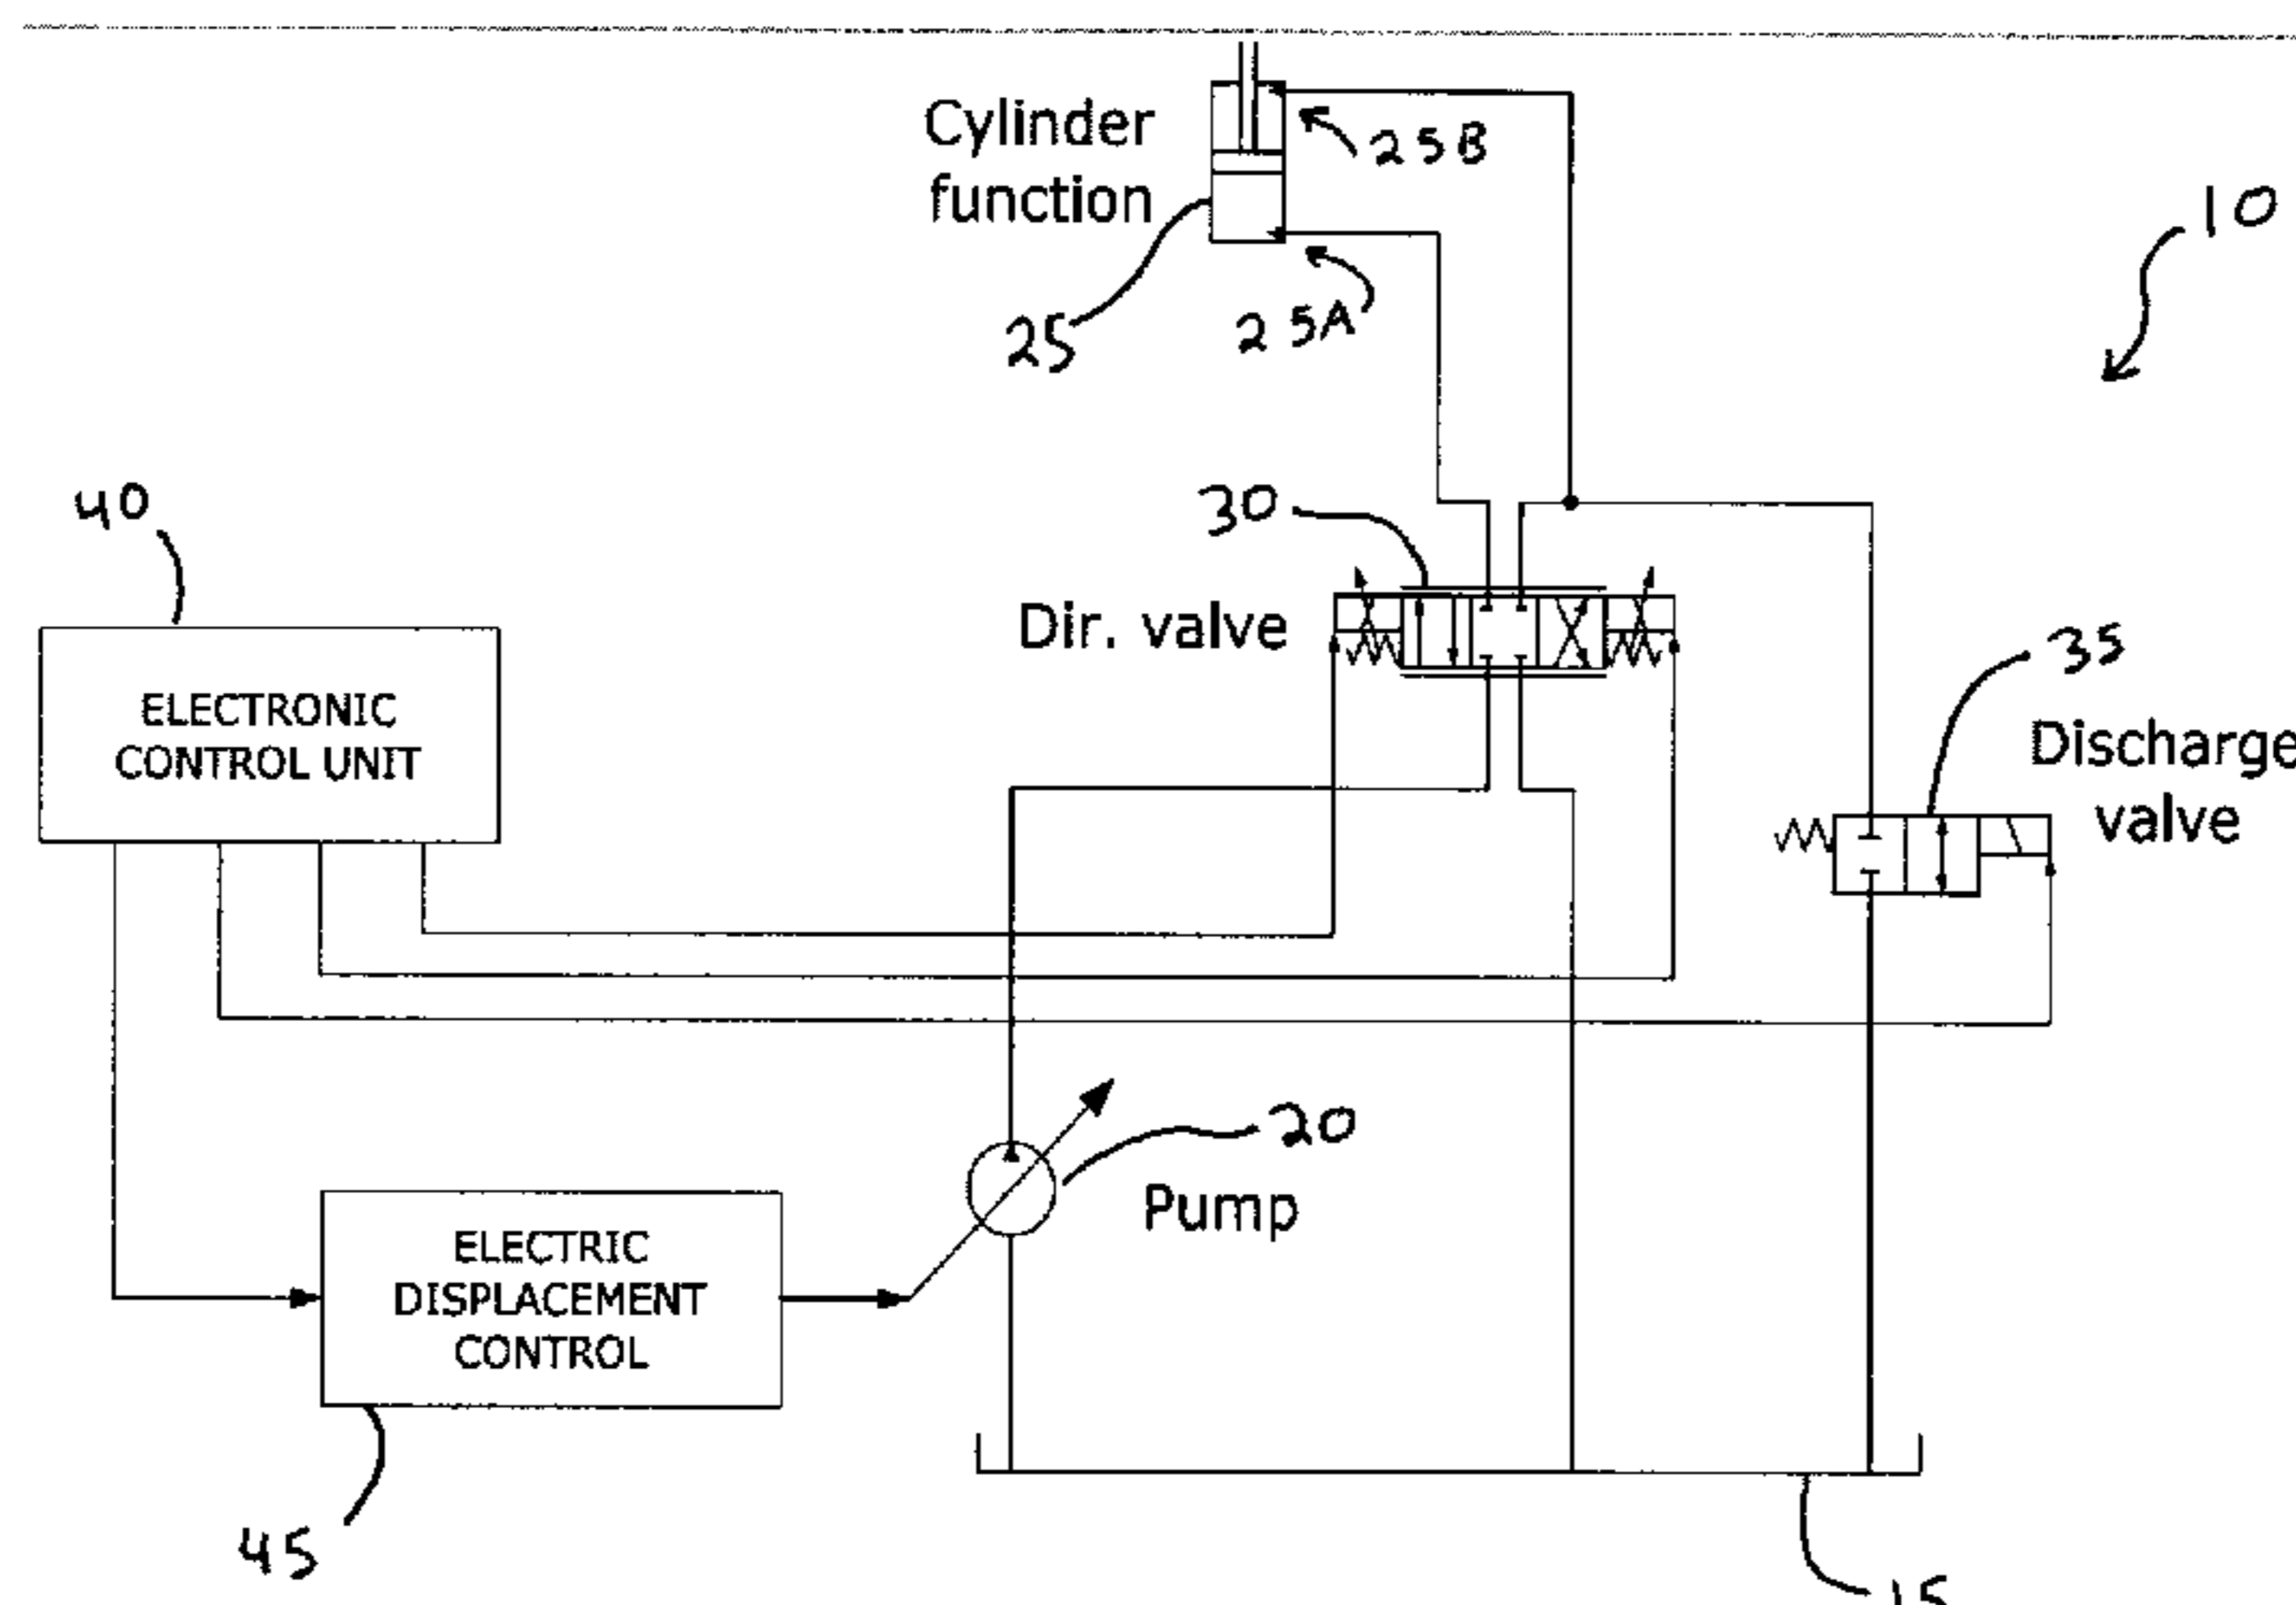 Cylinder
function
25B
25
25A
10
40
30
Dir. valve
35
ELECTRONIC
CONTROL UNIT
Discharge
valve
20
Pump
ELECTRIC
DISPLACEMENT
CONTROL
45
15